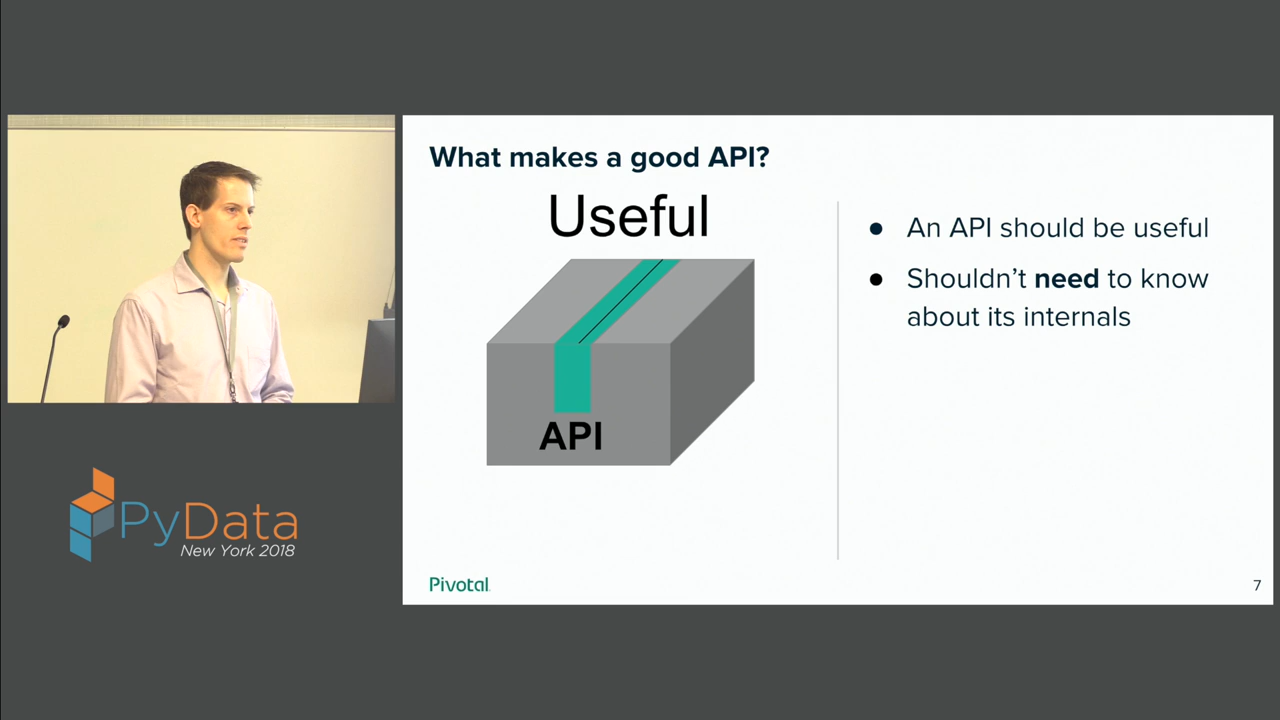 What makes a good API?
Useful
API
An API should be useful
Shouldn't need to know
about its internals
PyData
New York 2018
Pivotal
7